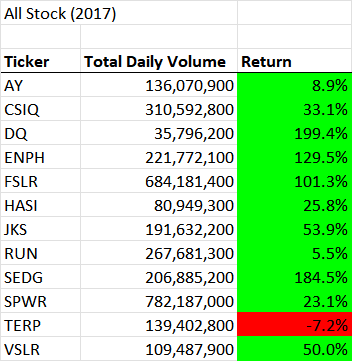 All Stock (2017)
Ticker Total Daily Volume Return
AY 136,070,900 8.9%
CSIQ 310,592,800 33.1%
DQ 35,796,200 199.4%
ENPH 221,772,100 129.5%
FSLR 684,181,400 101.3%
HASI 80,949,300 25.8%
JKS 191,632,200 53.9%
RUN 267,681,300 5.5%
SEDG 206,885,200 184.5%
SPWR 782,187,000 23.1%
TERP 139,402,800 -7.2%
VSLR 109,487,900 50.0%